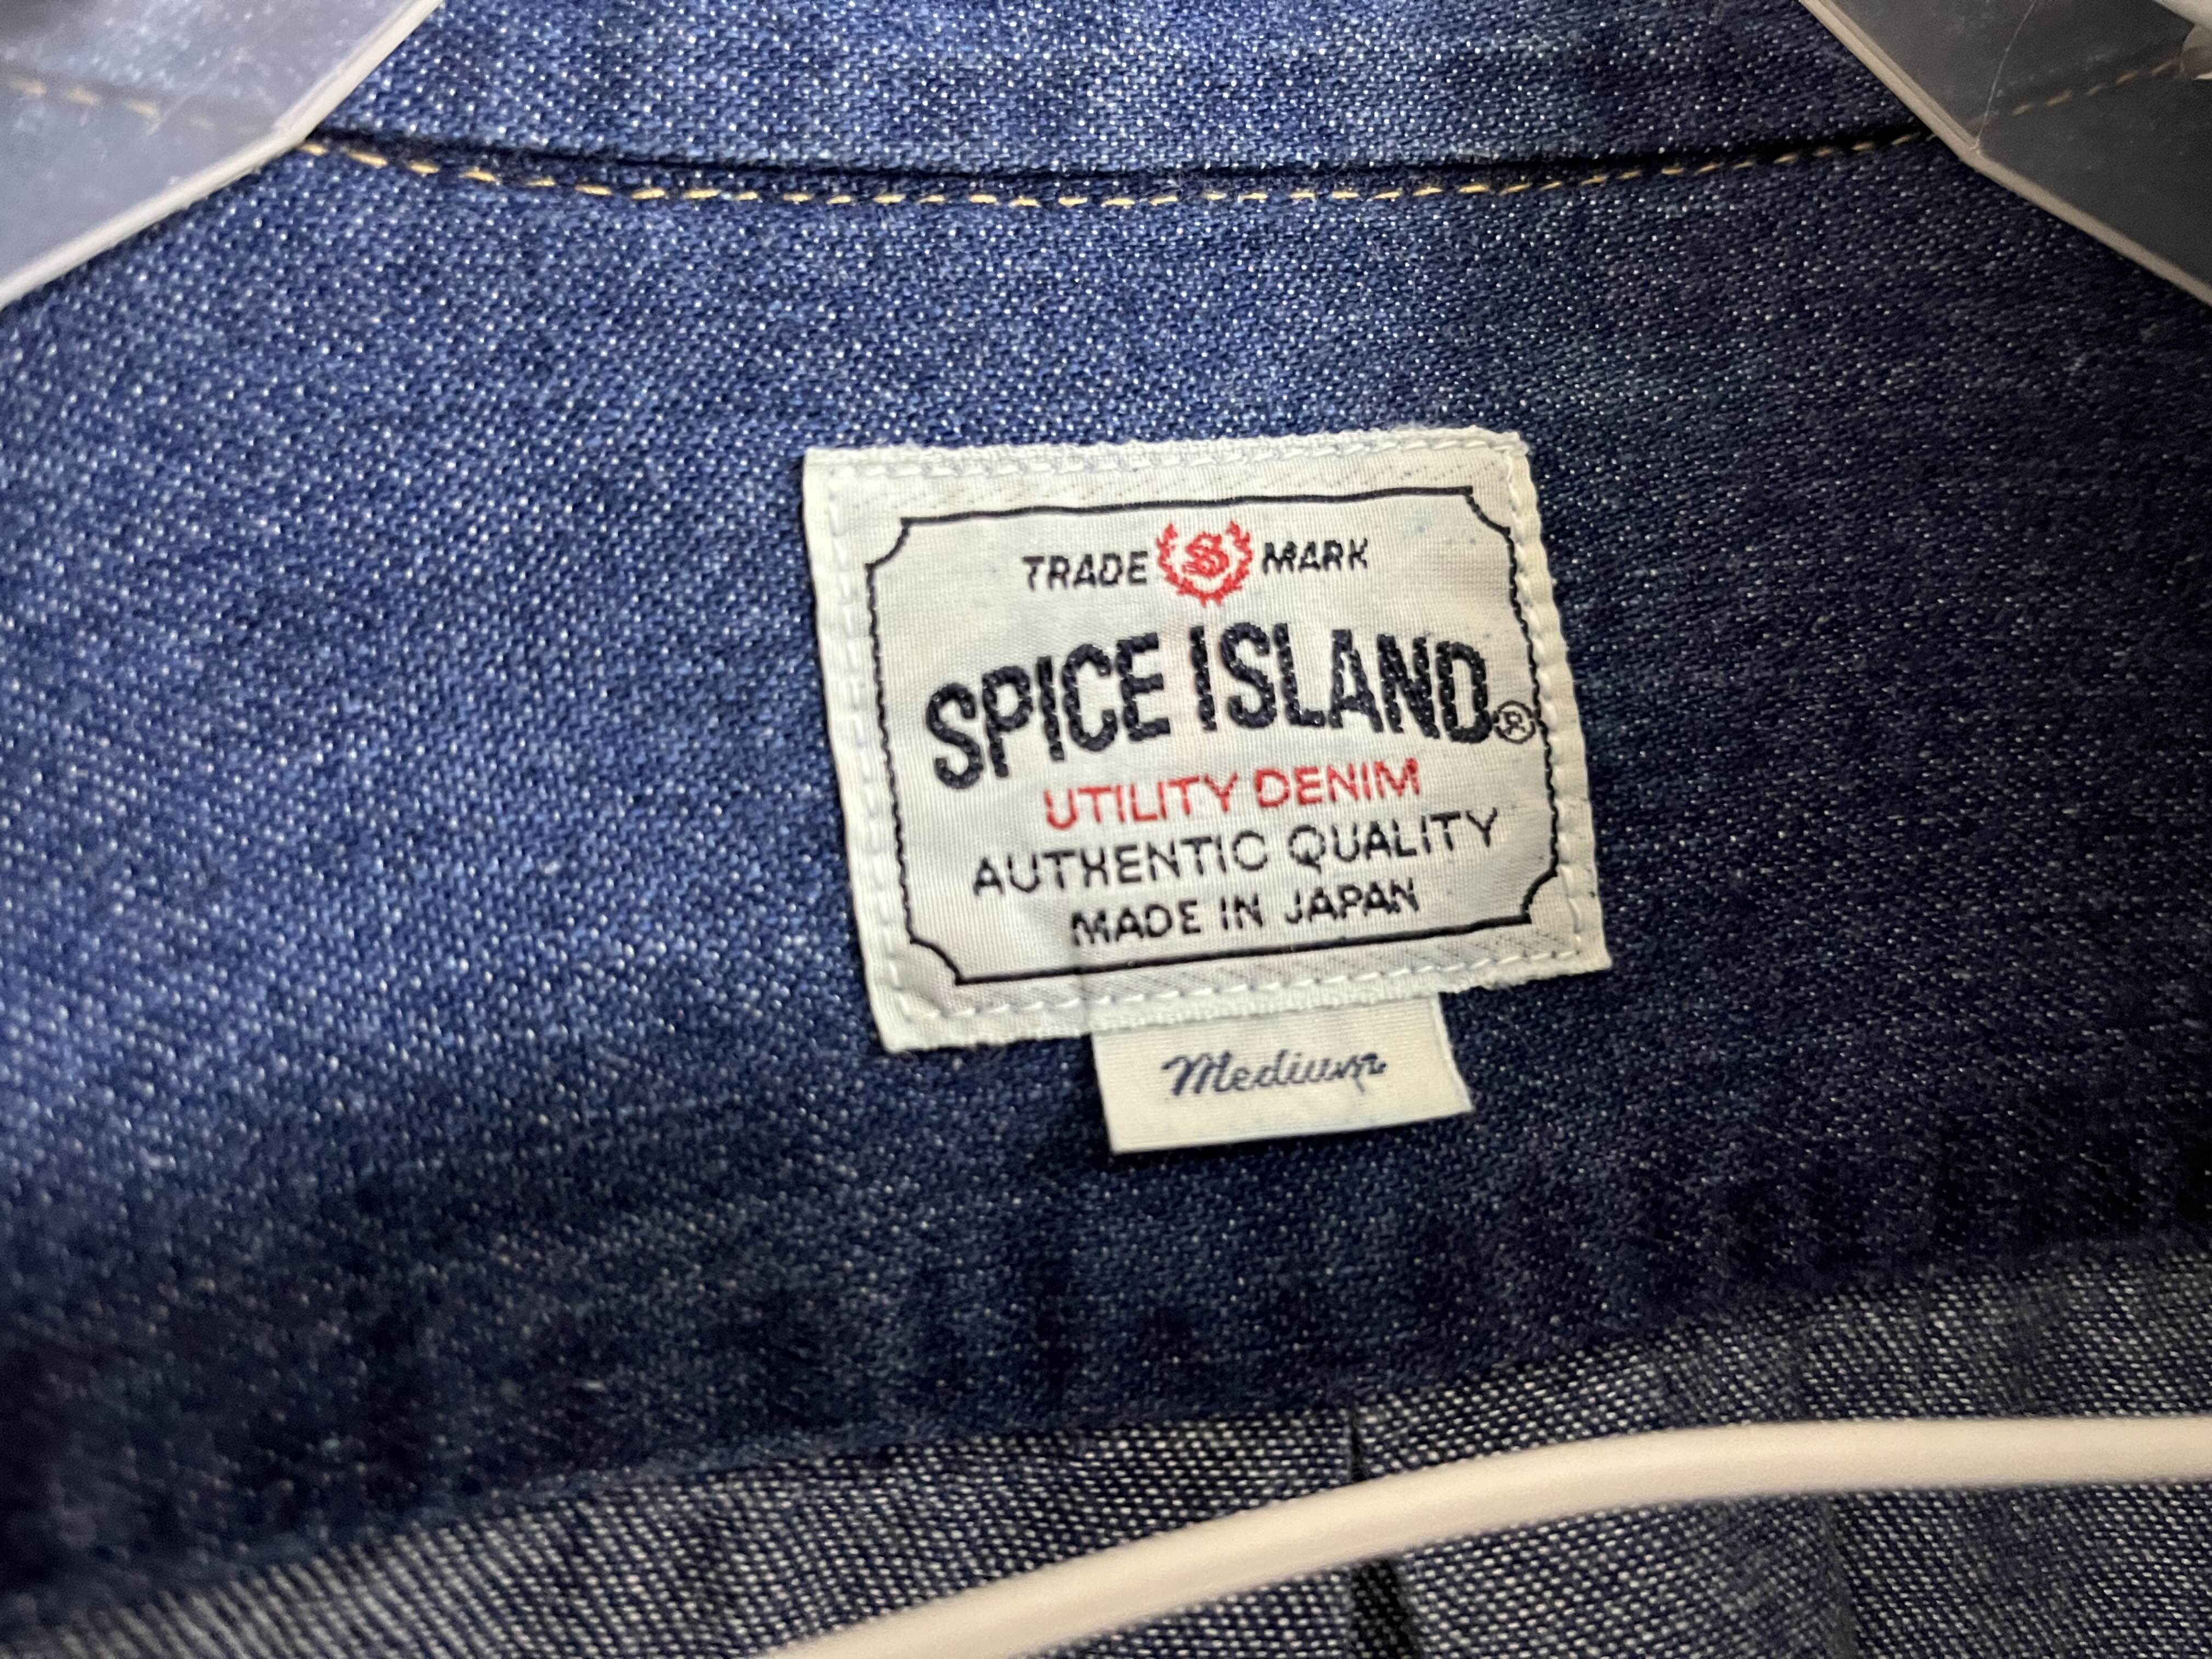 TRADE S MARK
SPICE ISLAND®
UTILITY DENIM
AUTHENTIC QUALITY
MADE IN JAPAN
Medium